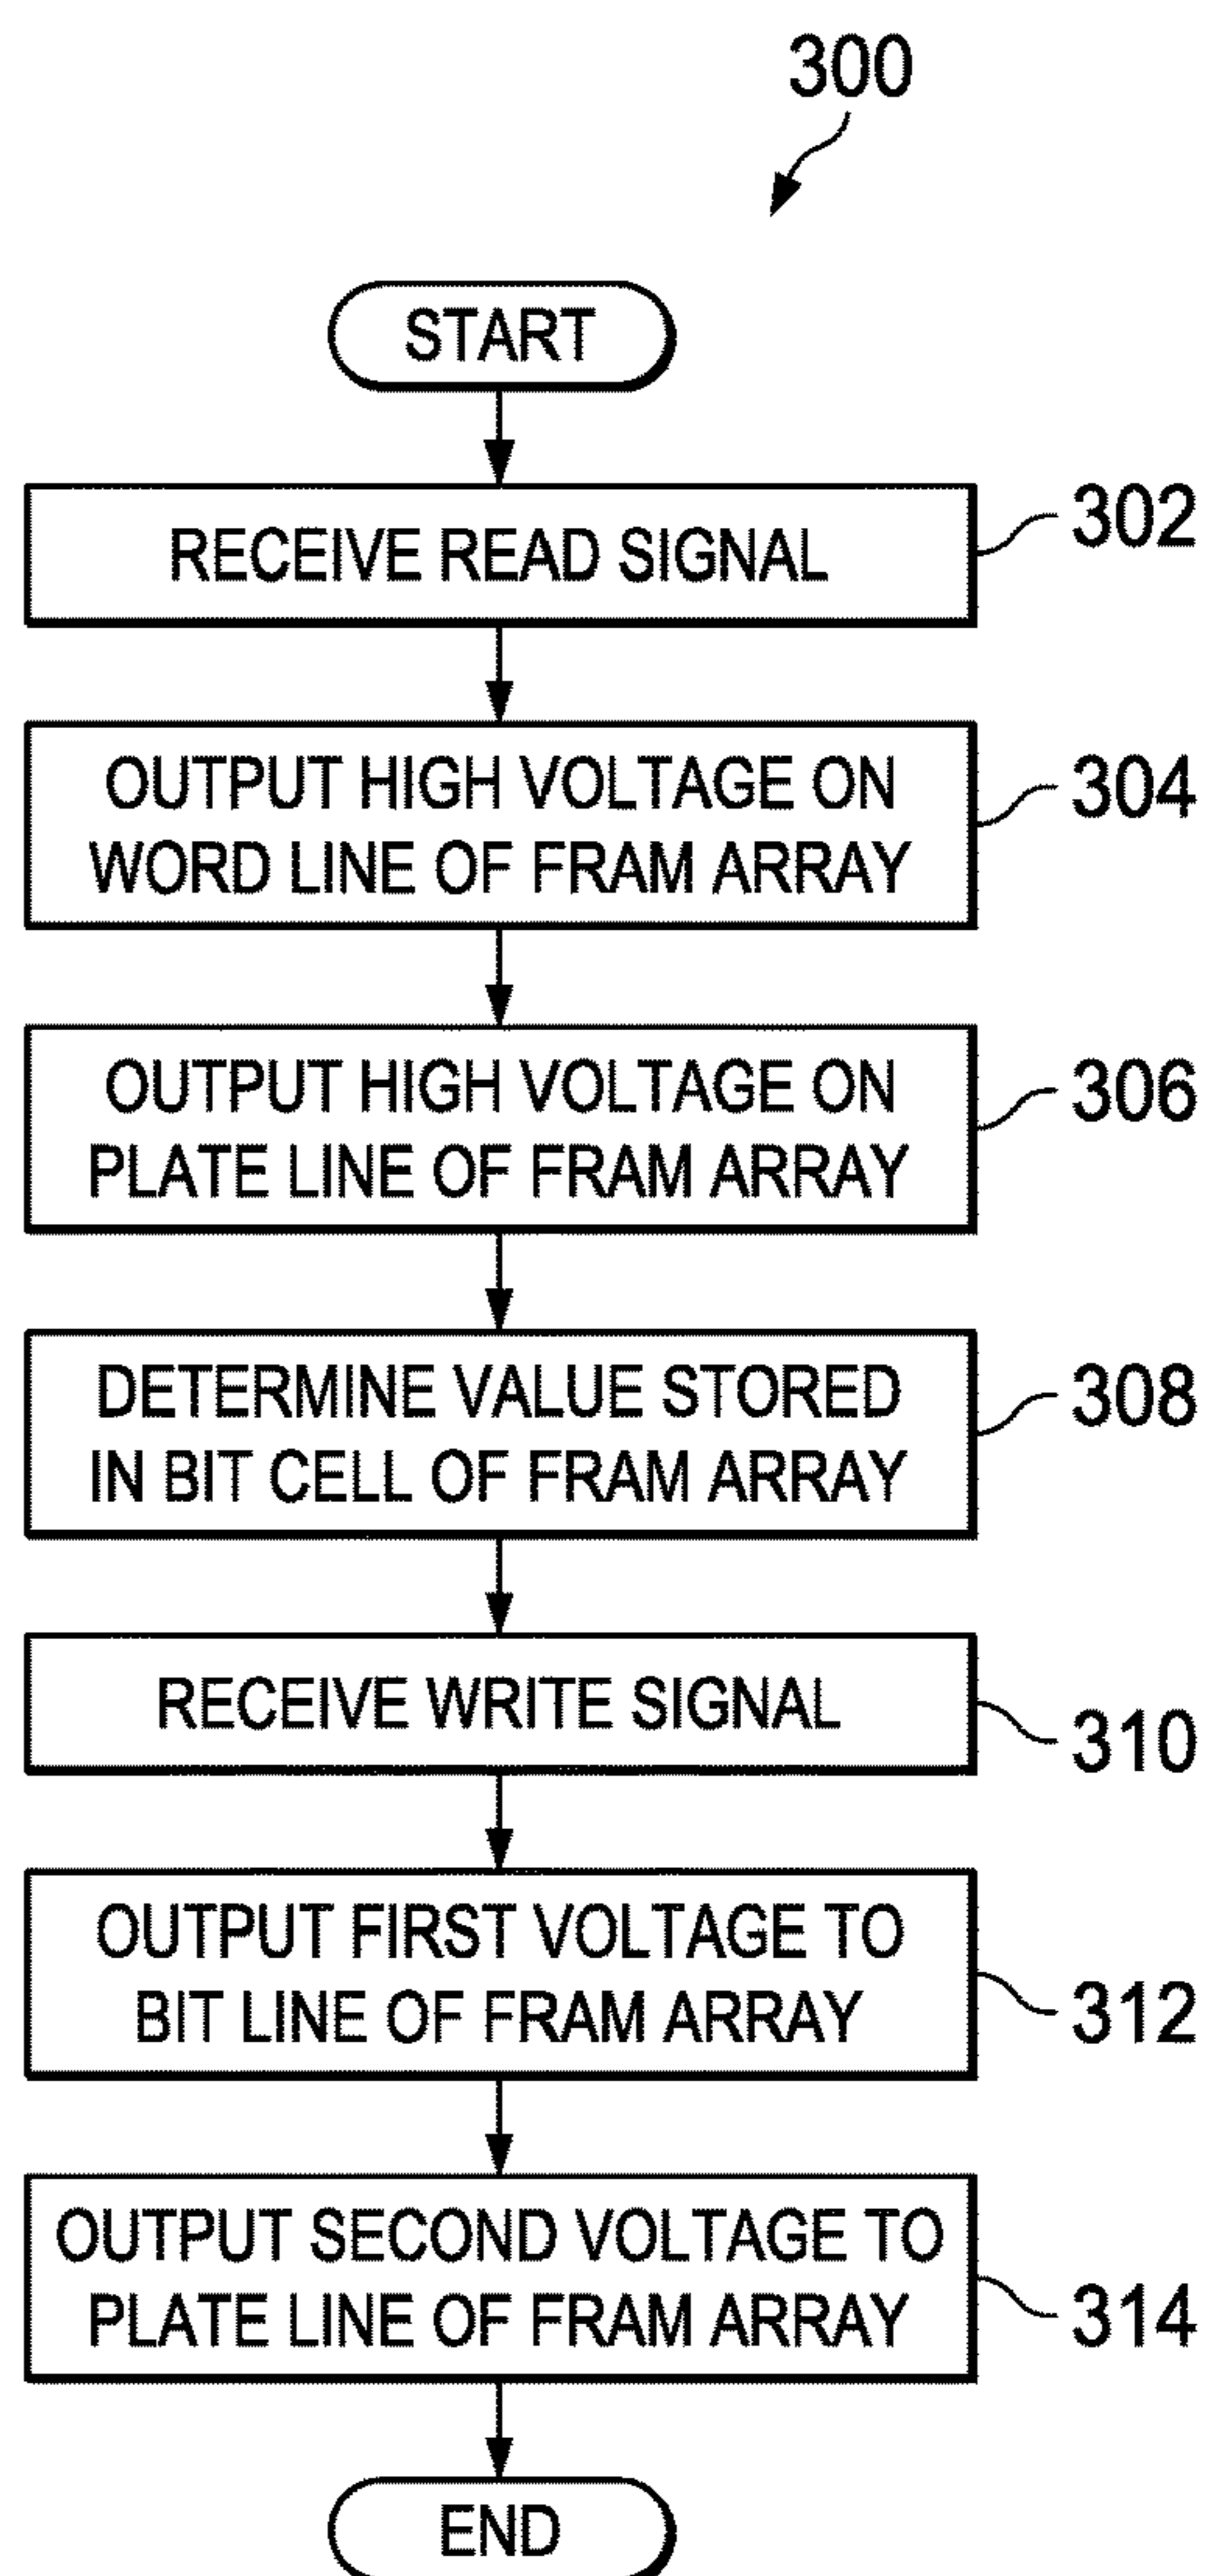 300
START
RECEIVE READ SIGNAL
302
OUTPUT HIGH VOLTAGE ON
WORD LINE OF FRAM ARRAY
304
OUTPUT HIGH VOLTAGE ON
PLATE LINE OF FRAM ARRAY
306
DETERMINE VALUE STORED
IN BIT CELL OF FRAM ARRAY
308
RECEIVE WRITE SIGNAL
310
OUTPUT FIRST VOLTAGE TO
BIT LINE OF FRAM ARRAY
312
OUTPUT SECOND VOLTAGE TO
PLATE LINE OF FRAM ARRAY
314
END